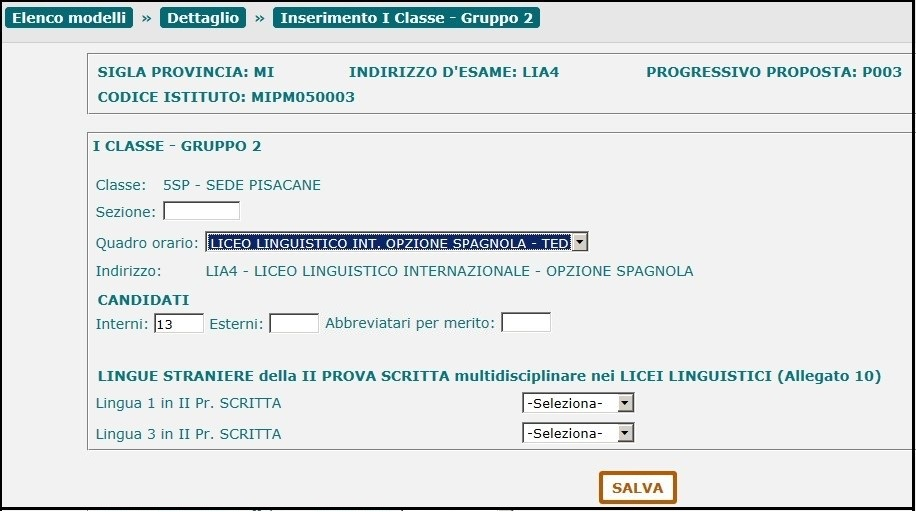 Elenco modelli » Dettaglio » Inserimento I Classe - Gruppo 2
SIGLA PROVINCIA: MI INDIRIZZO D'ESAME: LIA4 PROGRESSIVO PROPOSTA: P003
CODICE ISTITUTO: MIPM050003
I CLASSE - GRUPPO 2
Classe: 5SP - SEDE PISACANE
Sezione:
Quadro orario: LICEO LINGUISTICO INT. OPZIONE SPAGNOLA - TED
Indirizzo: LIA4 - LICEO LINGUISTICO INTERNAZIONALE - OPZIONE SPAGNOLA
CANDIDATI
Interni: 13 Esterni: Abbreviatari per merito:
LINGUE STRANIERE della II PROVA SCRITTA multidisciplinare nei LICEI LINGUISTICI (Allegato 10)
Lingua 1 in II Pr. SCRITTA -Seleziona-
Lingua 3 in II Pr. SCRITTA -Seleziona-
SALVA